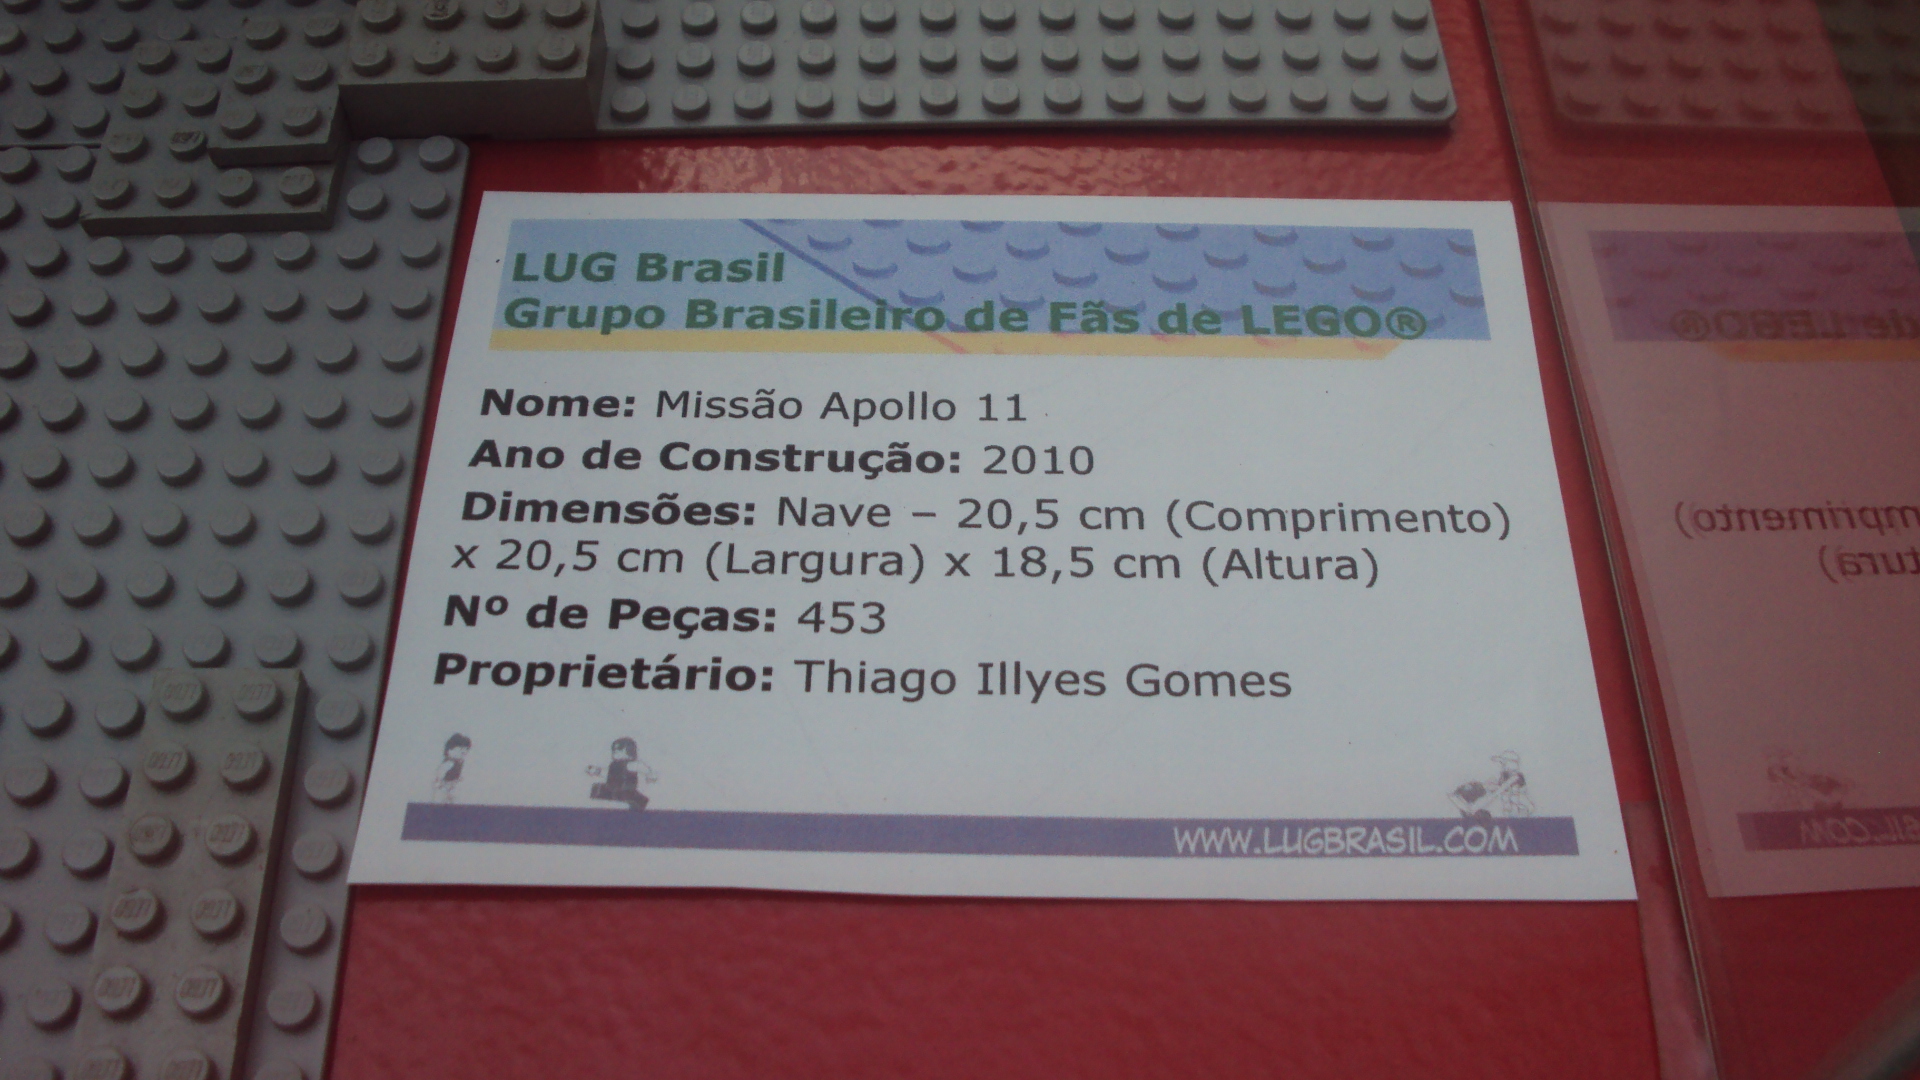 LUG Brasil
Grupo Brasileiro de Fãs de LEGO®
Nome: Missão Apollo 11
Ano de Construção: 2010
Dimensões: Nave – 20,5 cm (Comprimento)
x 20,5 cm (Largura) x 18,5 cm (Altura)
Nº de Peças: 453
Proprietário: Thiago Illyes Gomes
WWW.LUGBRASIL.COM